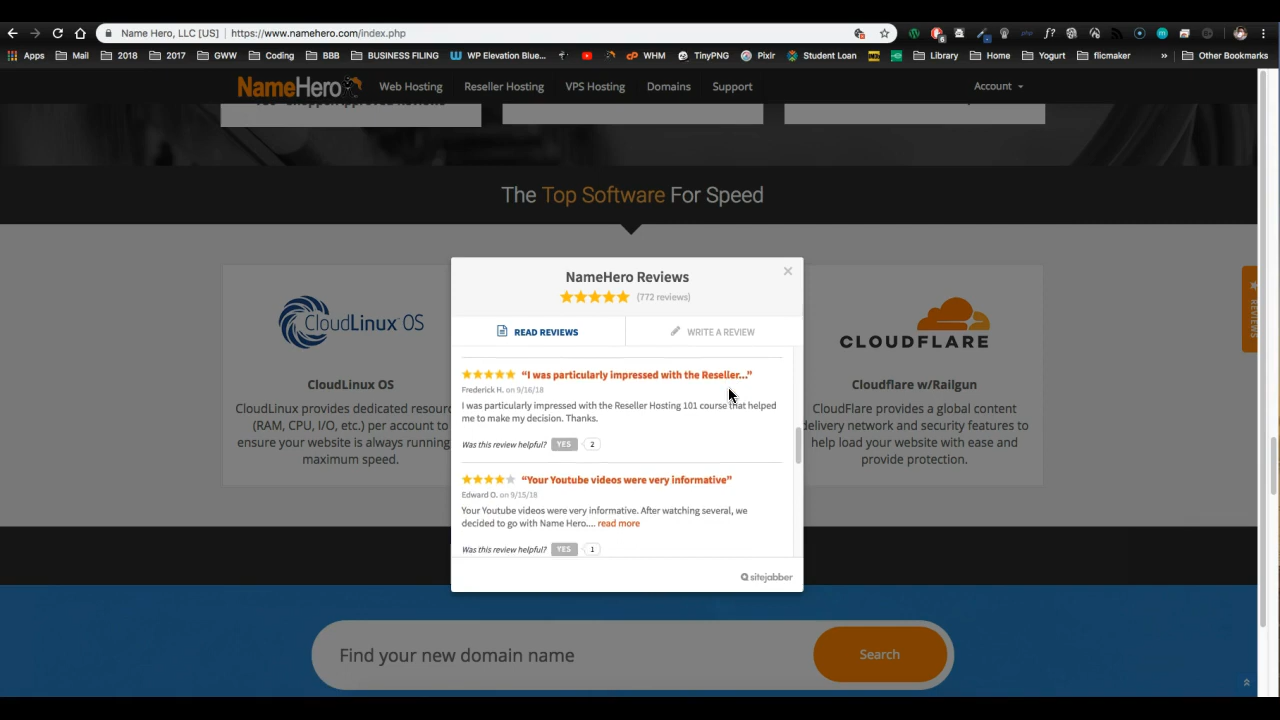 Name Hero, LLC [US] | https://www.namehero.com/index.php
Apps Mail 2018 2017 GWW Coding BBB BUSINESS FILING WP Elevation Blue... WHM TinyPNG Pixlr Student Loan Library Home Yogurt flicmaker » Other Bookmarks
NameHero Web Hosting Reseller Hosting VPS Hosting Domains Support Account
The Top Software For Speed
NameHero Reviews
(772 reviews)
READ REVIEWS WRITE A REVIEW
REVIEWS
CloudLinux OS
CLOUDFLARE
“I was particularly impressed with the Reseller...”
Frederick H. on 9/16/18
I was particularly impressed with the Reseller Hosting 101 course that helped
me to make my decision. Thanks.
Was this review helpful? YES 2
“Your Youtube videos were very informative”
Edward O. on 9/15/18
Your Youtube videos were very informative. After watching several, we
decided to go with Name Hero.... read more
Was this review helpful? YES 1
sitejabber
CloudLinux OS
CloudLinux provides dedicated resour
(RAM, CPU, I/O, etc.) per account to
ensure your website is always running
maximum speed.
Cloudflare w/Railgun
CloudFlare provides a global content
delivery network and security features to
help load your website with ease and
provide protection.
Find your new domain name Search